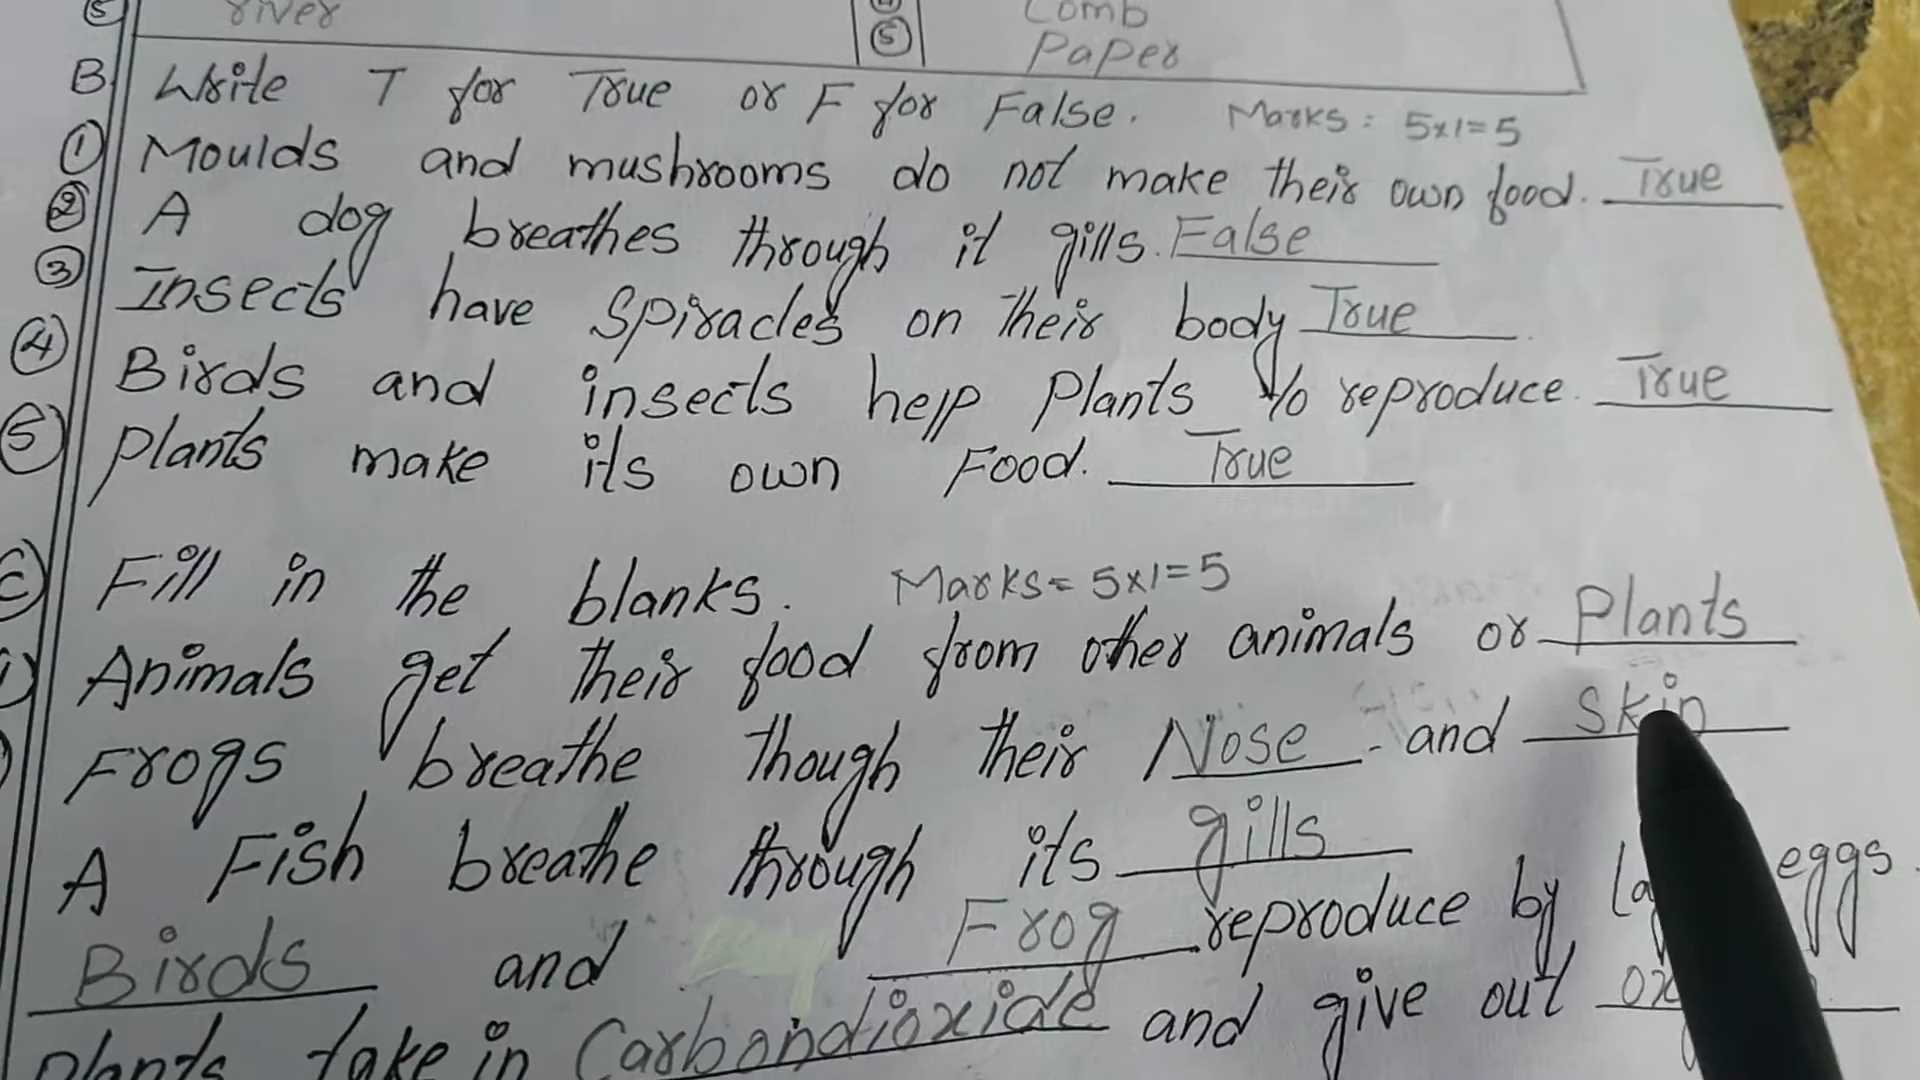 5 river
4 Comb
5 Paper
B. Write T for True or F for False. Marks: 5x1=5
1 Moulds and mushrooms do not make their own food. True
2 A dog breathes through it gills. False
3 Insects have Spiracles on their body True
4 Birds and insects help Plants to reproduce. True
5 Plants make its own Food. True
C Fill in the blanks. Marks= 5x1=5
Animals get their food from other animals or Plants
Frogs breathe though their Nose - and Skin
A Fish breathe through its gills
Birds and Frog reproduce by eggs.
Plants take in Carbondioxide and give out